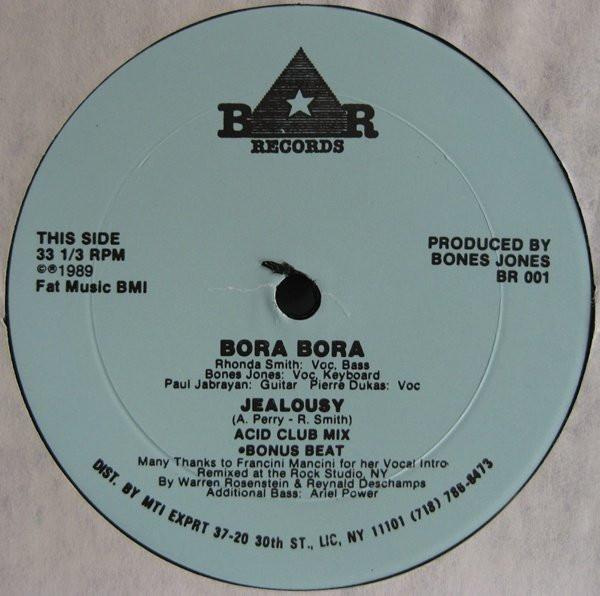 B R
RECORDS
THIS SIDE
33 1/3 RPM
©℗1989
Fat Music BMI
PRODUCED BY
BONES JONES
BR 001
BORA BORA
Rhonda Smith: Voc, Bass
Bones Jones: Voc, Keyboard
Paul Jabrayan: Guitar Pierre Dukas: Voc
JEALOUSY
(A. Perry - R. Smith)
ACID CLUB MIX
•BONUS BEAT
Many Thanks to Francini Mancini for her Vocal Intro
Remixed at the Rock Studio, NY
By Warren Rosenstein & Reynald Deschamps
Additional Bass: Ariel Power
DIST. BY MTI EXPRT 37-20 30th ST., LIC, NY 11101 (718) 786-6473